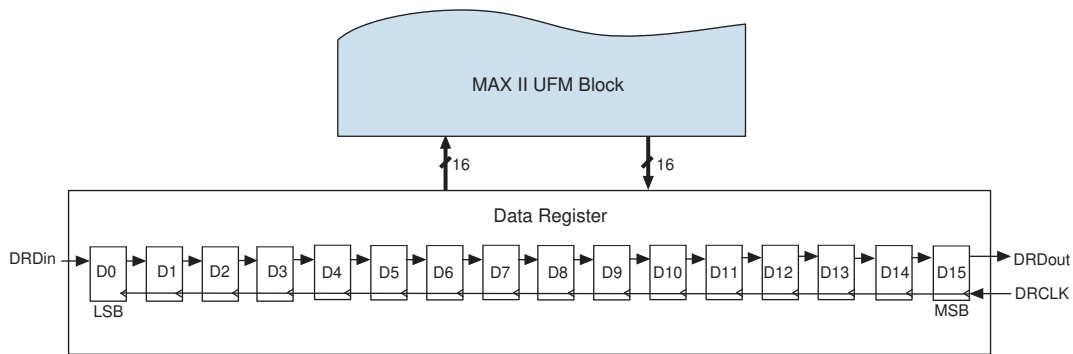 MAX II UFM Block
16 16
Data Register
DRDin D0 D1 D2 D3 D4 D5 D6 D7 D8 D9 D10 D11 D12 D13 D14 D15 DRDout
DRCLK
LSB MSB